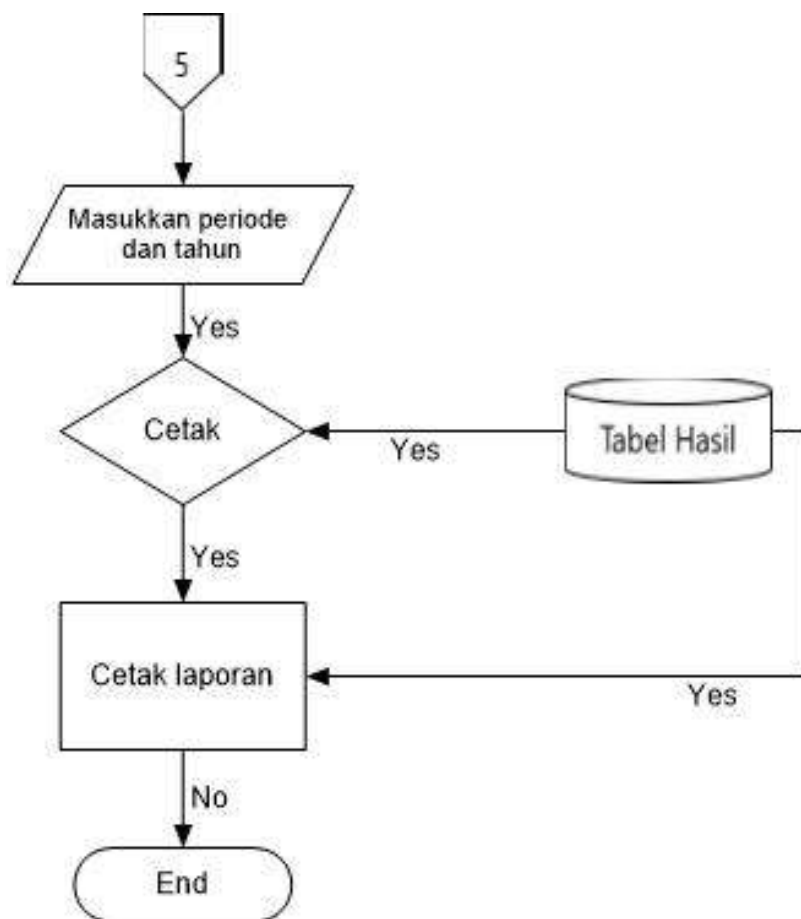 5
Masukkan periode
dan tahun
Yes
Cetak
Yes
Tabel Hasil
Yes
Cetak laporan
Yes
No
End